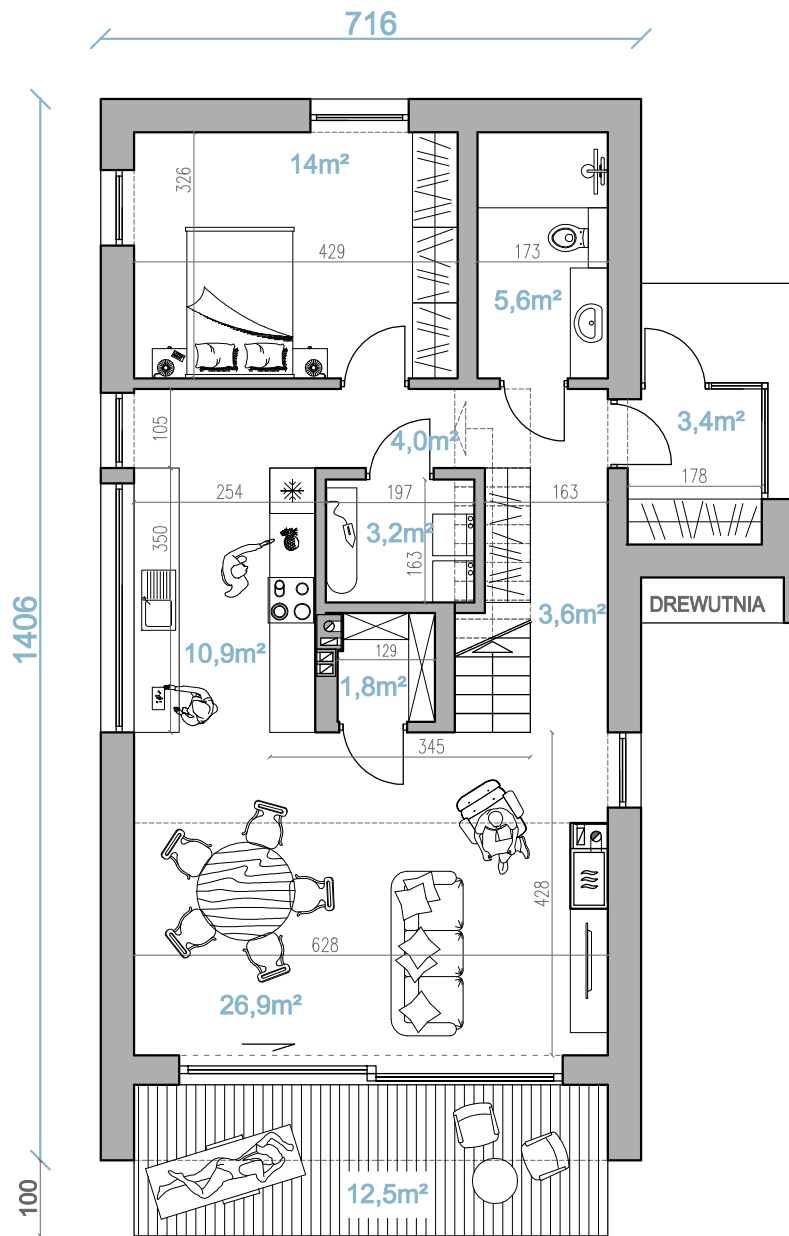 716
14m²
326
429
173
5,6m²
3,4m²
105
4,0m²
178
254
197
163
3,2m²
350
163
3,6m²
DREWUTNIA
1406
10,9m²
129
1,8m²
345
428
628
26,9m²
12,5m²
100